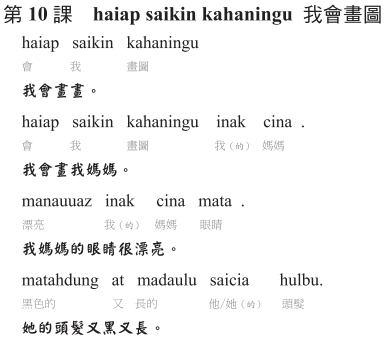 第 10 課 haiap saikin kahaningu 我會畫圖
haiap saikin kahaningu
會 我 畫圖
我會畫畫。
haiap saikin kahaningu inak cina .
會 我 畫圖 我(的) 媽媽
我會畫我媽媽。
manauuaz inak cina mata .
漂亮 我(的) 媽媽 眼睛
我媽媽的眼睛很漂亮。
matahdung at madaulu saicia hulbu.
黑色的 又 長的 他/她(的) 頭髮
她的頭髮又黑又長。